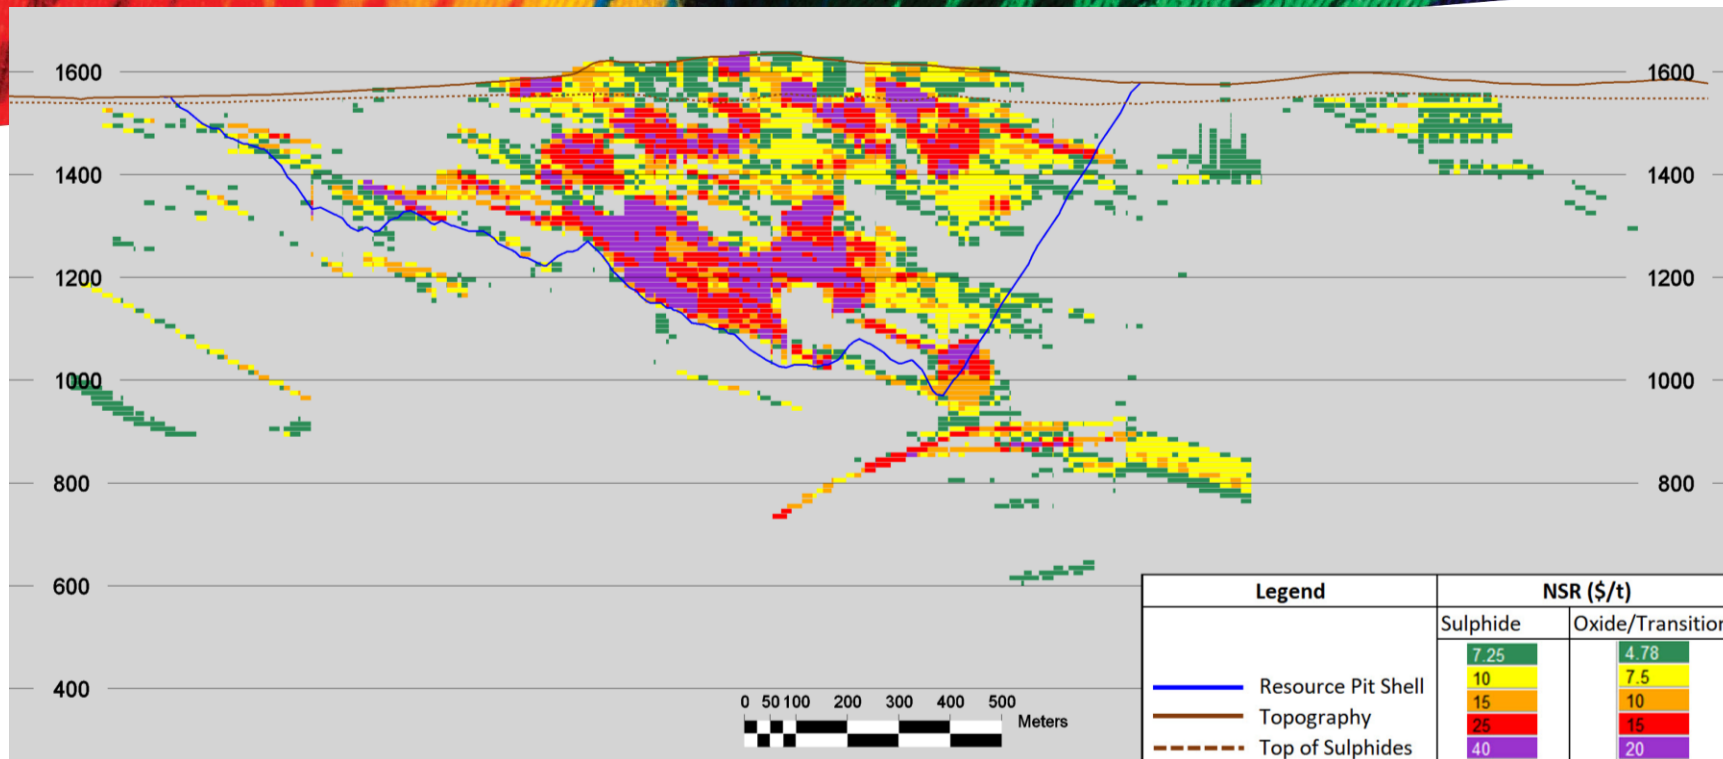 1600 1600
1400 1400
1200 1200
1000 1000
800 800
600
400
0 50 100 200 300 400 500
Meters
Legend NSR ($/t)
Sulphide Oxide/Transition
7.25 4.78
10 7.5
Resource Pit Shell 15 10
Topography 25 15
Top of Sulphides 40 20